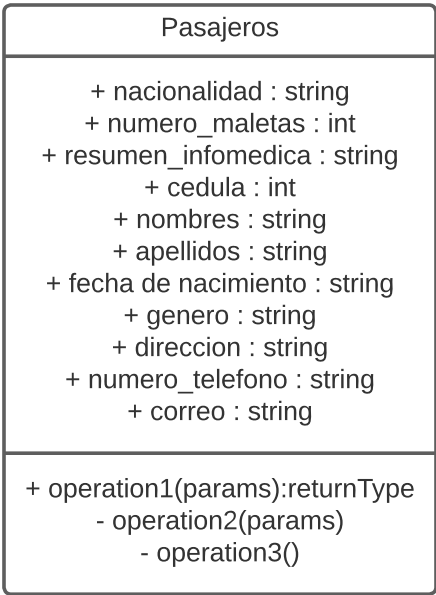 Pasajeros
+ nacionalidad : string
+ numero_maletas : int
+ resumen_infomedica : string
+ cedula : int
+ nombres : string
+ apellidos : string
+ fecha de nacimiento : string
+ genero : string
+ direccion : string
+ numero_telefono : string
+ correo : string
+ operation1(params):returnType
- operation2(params)
- operation3()